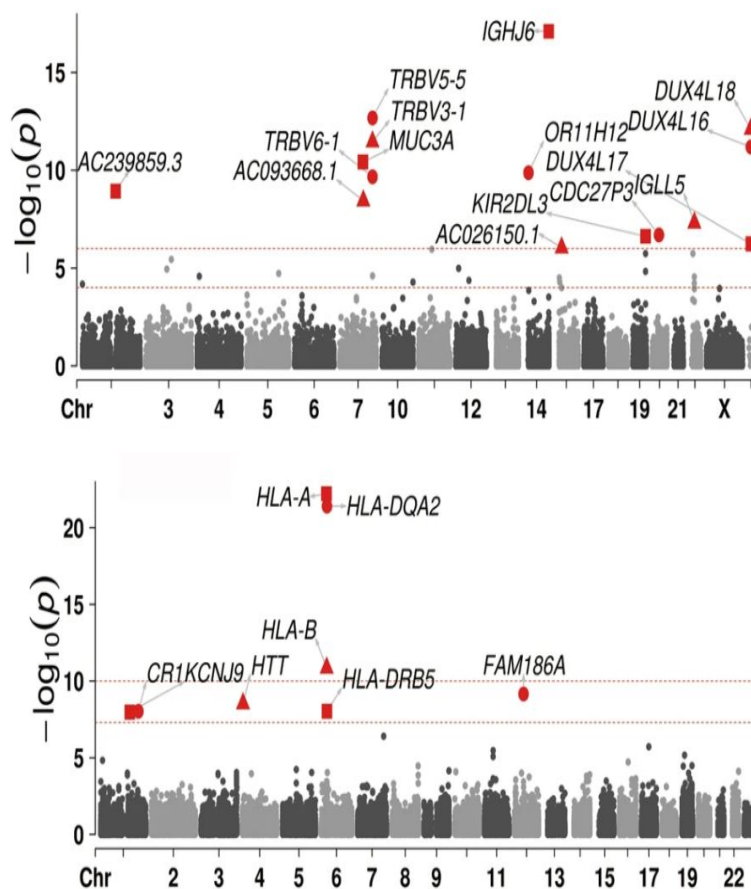 IGHJ6
15
TRBV5-5
DUX4L18
TRBV3-1
DUX4L16
TRBV6-1
MUC3A
OR11H12
AC239859.3
10
AC093668.1
DUX4L17
IGLL5
KIR2DL3
CDC27P3
AC026150.1
−log10(p)
5
0
Chr 3 4 5 6 7 10 12 14 17 19 21 X
HLA-A
HLA-DQA2
20
15
HLA-B
−log10(p)
CR1KCNJ9
HTT
HLA-DRB5
FAM186A
10
5
0
Chr 2 3 4 5 6 7 8 9 11 13 15 17 19 22